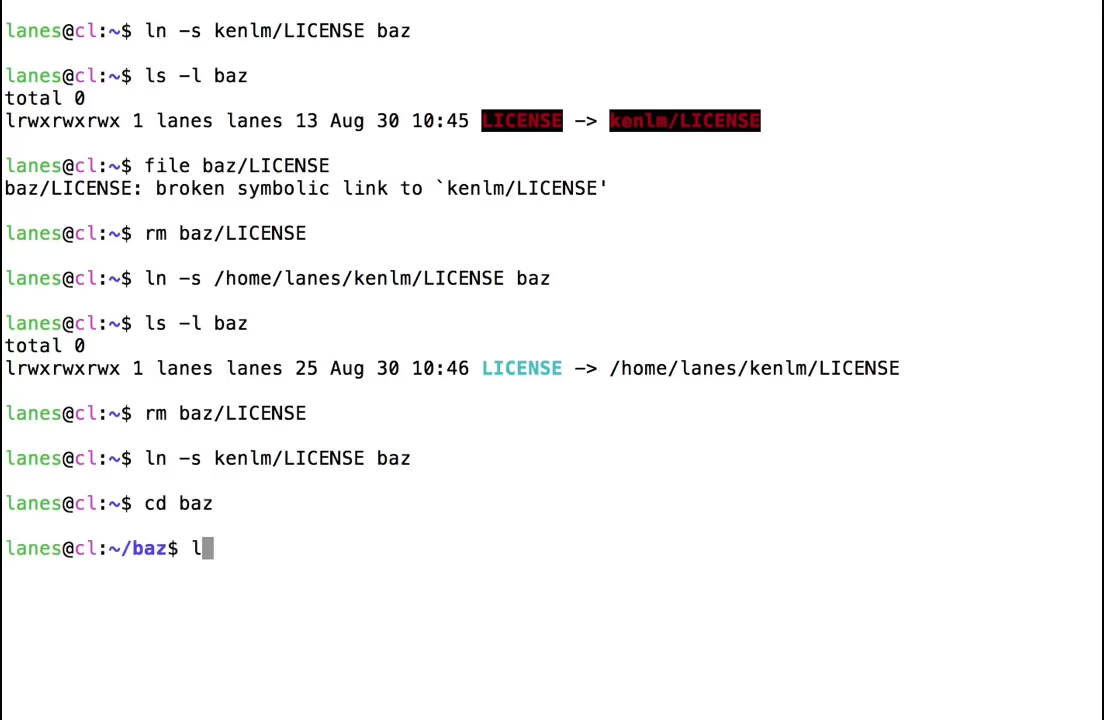 lanes@cl:~$ ln -s kenlm/LICENSE baz
lanes@cl:~$ ls -l baz
total 0
lrwxrwxrwx 1 lanes lanes 13 Aug 30 10:45 LICENSE -> kenlm/LICENSE
lanes@cl:~$ file baz/LICENSE
baz/LICENSE: broken symbolic link to `kenlm/LICENSE'
lanes@cl:~$ rm baz/LICENSE
lanes@cl:~$ ln -s /home/lanes/kenlm/LICENSE baz
lanes@cl:~$ ls -l baz
total 0
lrwxrwxrwx 1 lanes lanes 25 Aug 30 10:46 LICENSE -> /home/lanes/kenlm/LICENSE
lanes@cl:~$ rm baz/LICENSE
lanes@cl:~$ ln -s kenlm/LICENSE baz
lanes@cl:~$ cd baz
lanes@cl:~/baz$ l